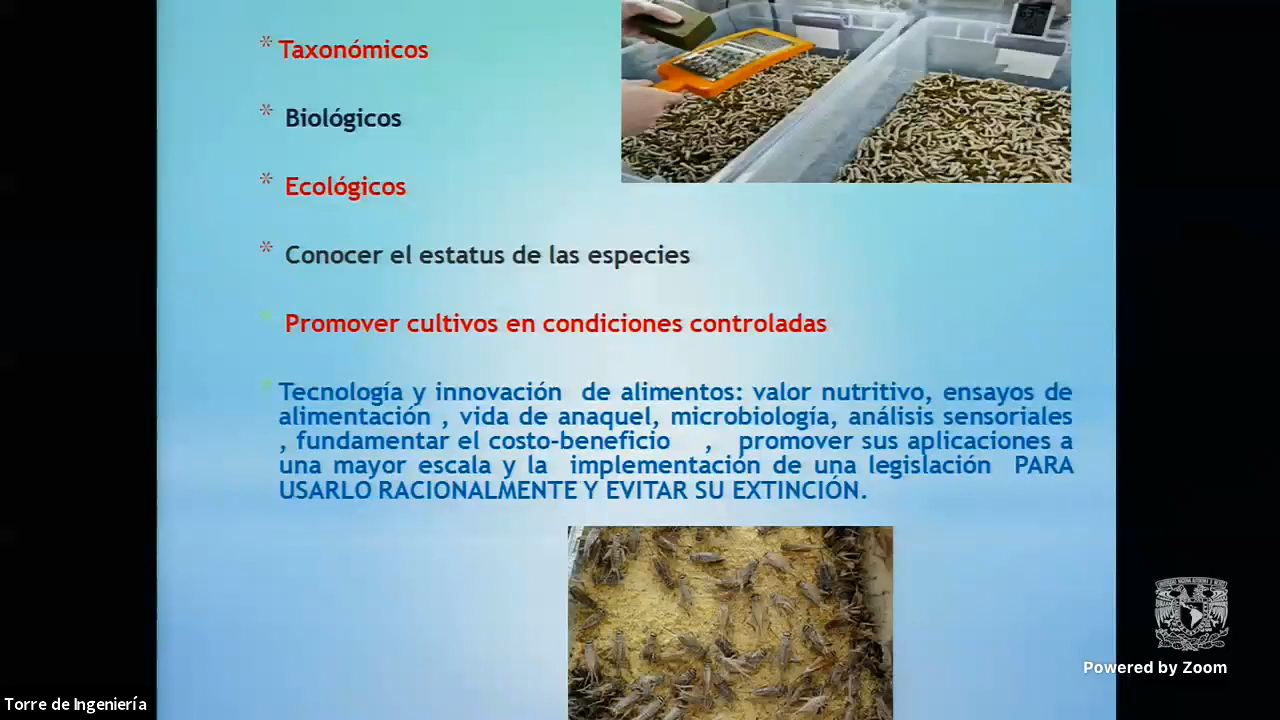 * Taxonómicos
* Biológicos
* Ecológicos
* Conocer el estatus de las especies
* Promover cultivos en condiciones controladas
* Tecnología y innovación de alimentos: valor nutritivo, ensayos de
alimentación , vida de anaquel, microbiología, análisis sensoriales
, fundamentar el costo-beneficio , promover sus aplicaciones a
una mayor escala y la implementación de una legislación PARA
USARLO RACIONALMENTE Y EVITAR SU EXTINCIÓN.
Powered by Zoom
Torre de Ingeniería